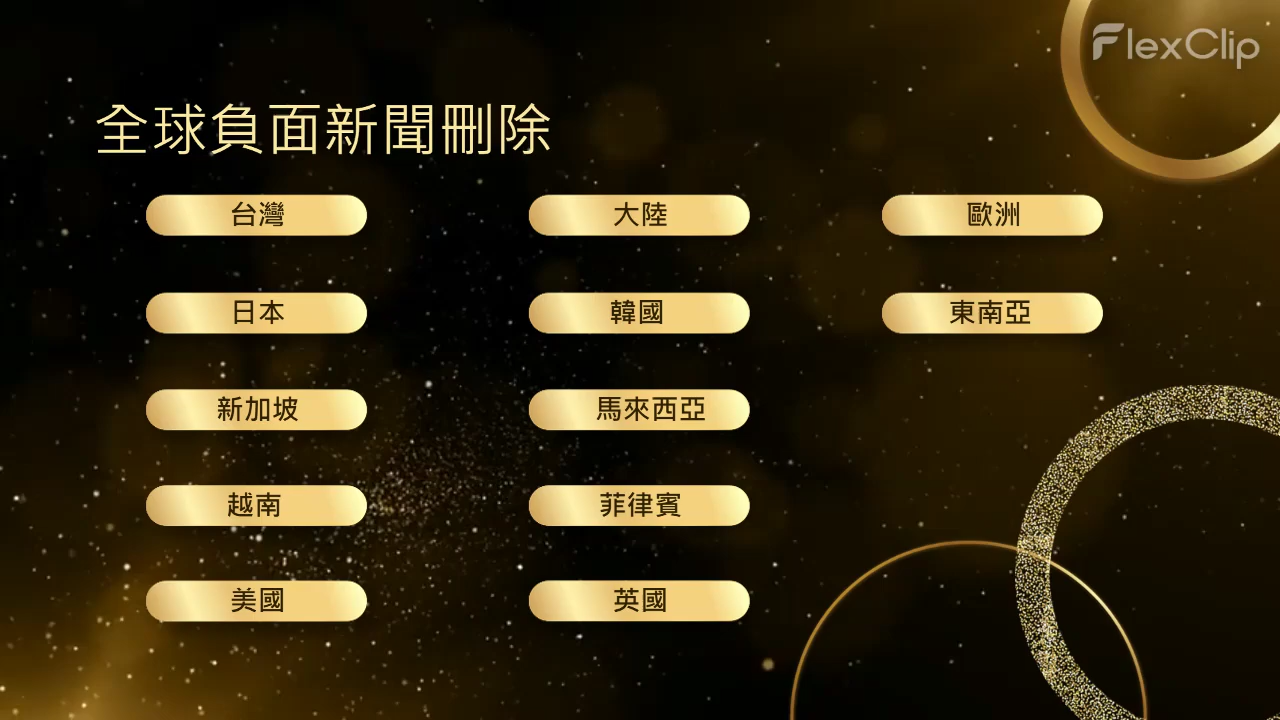 FlexClip
全球負面新聞刪除
台灣
大陸
歐洲
日本
韓國
東南亞
新加坡
馬來西亞
越南
菲律賓
美國
英國